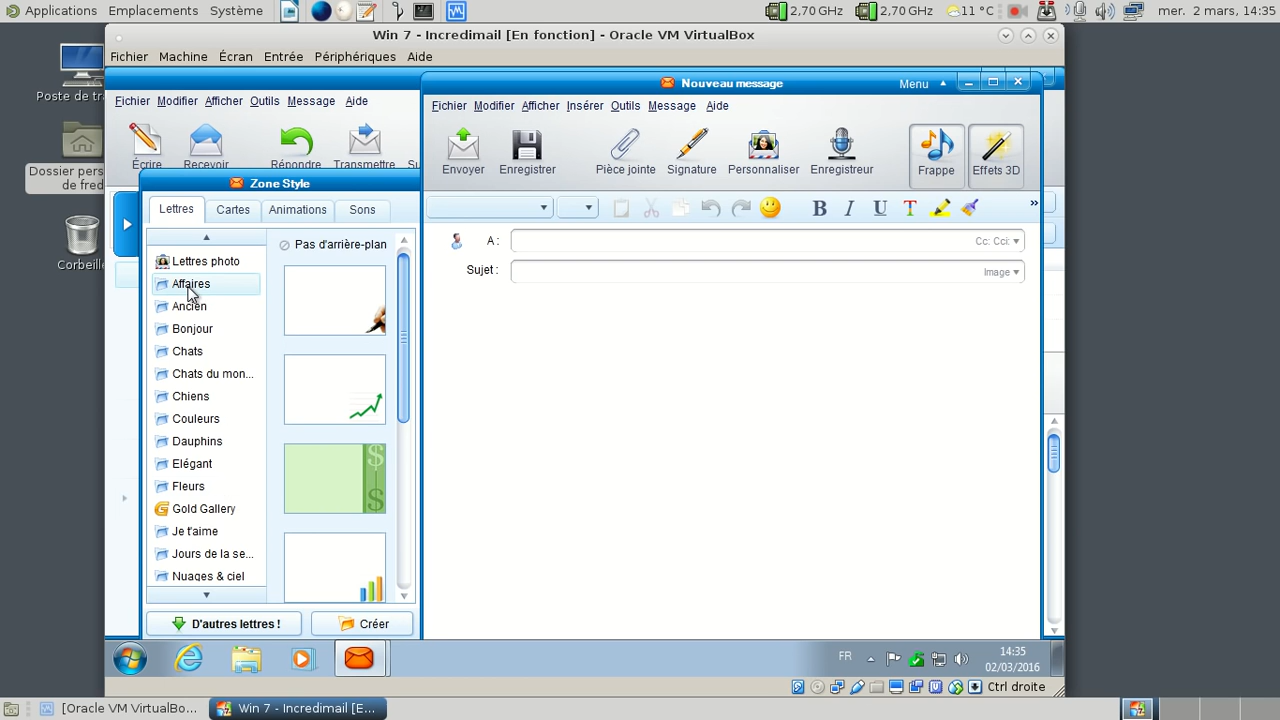 Applications Emplacements Système 2,70 GHz 2,70 GHz 11 °C mer. 2 mars, 14:35
Win 7 - Incredimail [En fonction] - Oracle VM VirtualBox
Fichier Machine Écran Entrée Périphériques Aide
Poste de tra
Dossier pers
de fred
Corbeille
Fichier Modifier Afficher Outils Message Aide
Écrire Recevoir Répondre Transmettre
Nouveau message Menu
Fichier Modifier Afficher Insérer Outils Message Aide
Envoyer Enregistrer Pièce jointe Signature Personnaliser Enregistreur Frappe Effets 3D
B I U T »
A : Cc: Cci:
Sujet : Image
Zone Style
Lettres Cartes Animations Sons
Lettres photo
Affaires
Ancien
Bonjour
Chats
Chats du mon...
Chiens
Couleurs
Dauphins
Elégant
Fleurs
Gold Gallery
Je t'aime
Jours de la se...
Nuages & ciel
Pas d'arrière-plan
$
$
D'autres lettres !
Créer
FR 14:35
02/03/2016
Ctrl droite
[Oracle VM VirtualBo... Win 7 - Incredimail [E...